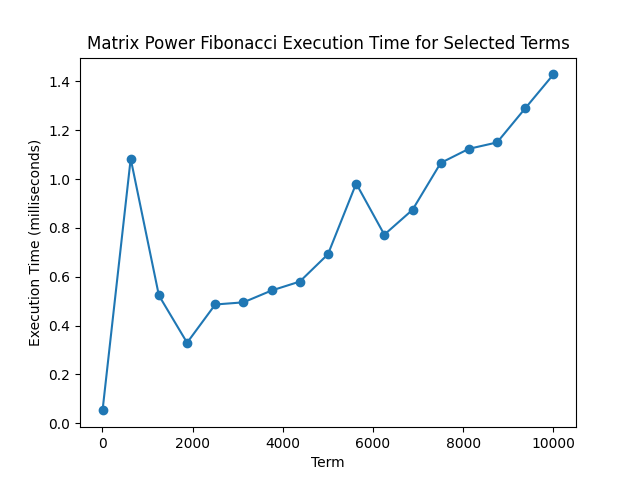 Matrix Power Fibonacci Execution Time for Selected Terms
1.4
1.2
1.0
0.8
0.6
0.4
0.2
0.0
Execution Time (milliseconds)
0 2000 4000 6000 8000 10000
Term